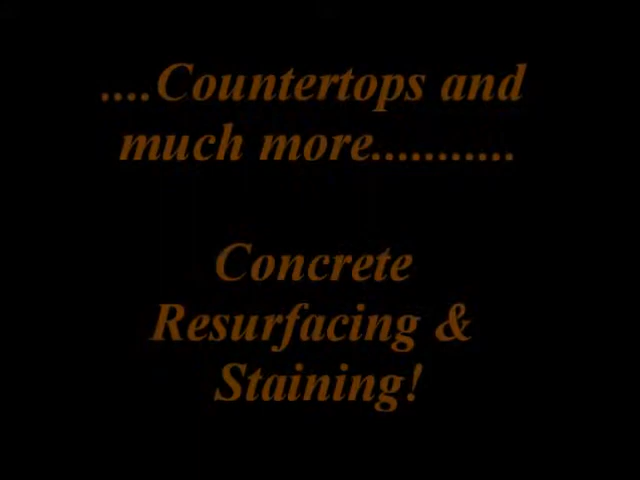 ....Countertops and
much more...........
Concrete
Resurfacing &
Staining!